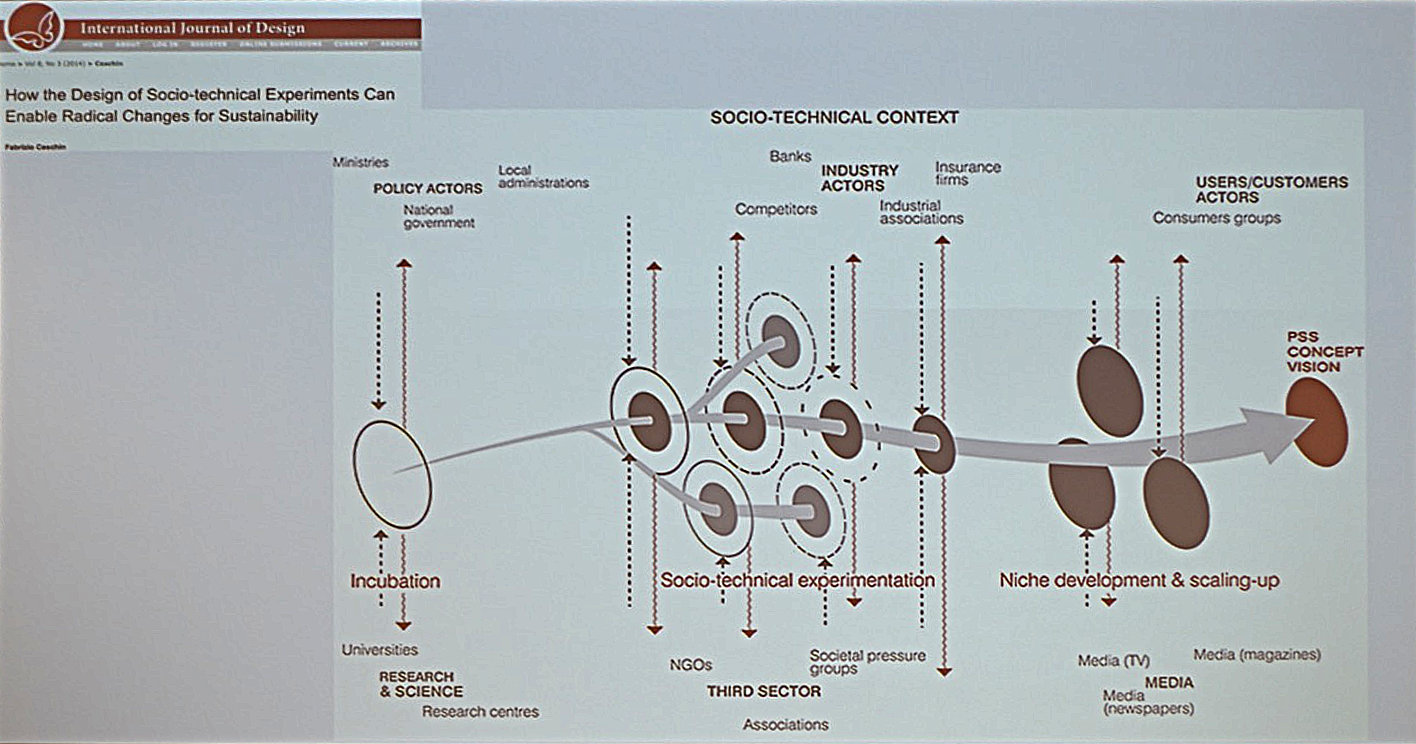 International Journal of Design
HOME ABOUT LOG IN REGISTER ONLINE SUBMISSIONS CURRENT ARCHIVES
> Vol 8, No 3 (2014) > Ceschin
How the Design of Socio-technical Experiments Can
Enable Radical Changes for Sustainability
Fabrizio Ceschin
SOCIO-TECHNICAL CONTEXT
Ministries
POLICY ACTORS
Local
administrations
National
government
Banks
INDUSTRY
ACTORS
Insurance
firms
Competitors
Industrial
associations
USERS/CUSTOMERS
ACTORS
Consumers groups
PSS
CONCEPT
VISION
Incubation
Socio-technical experimentation
Niche development & scaling-up
Universities
RESEARCH
& SCIENCE
Research centres
NGOs
Societal pressure
groups
THIRD SECTOR
Associations
Media (TV)
Media (magazines)
MEDIA
Media
(newspapers)